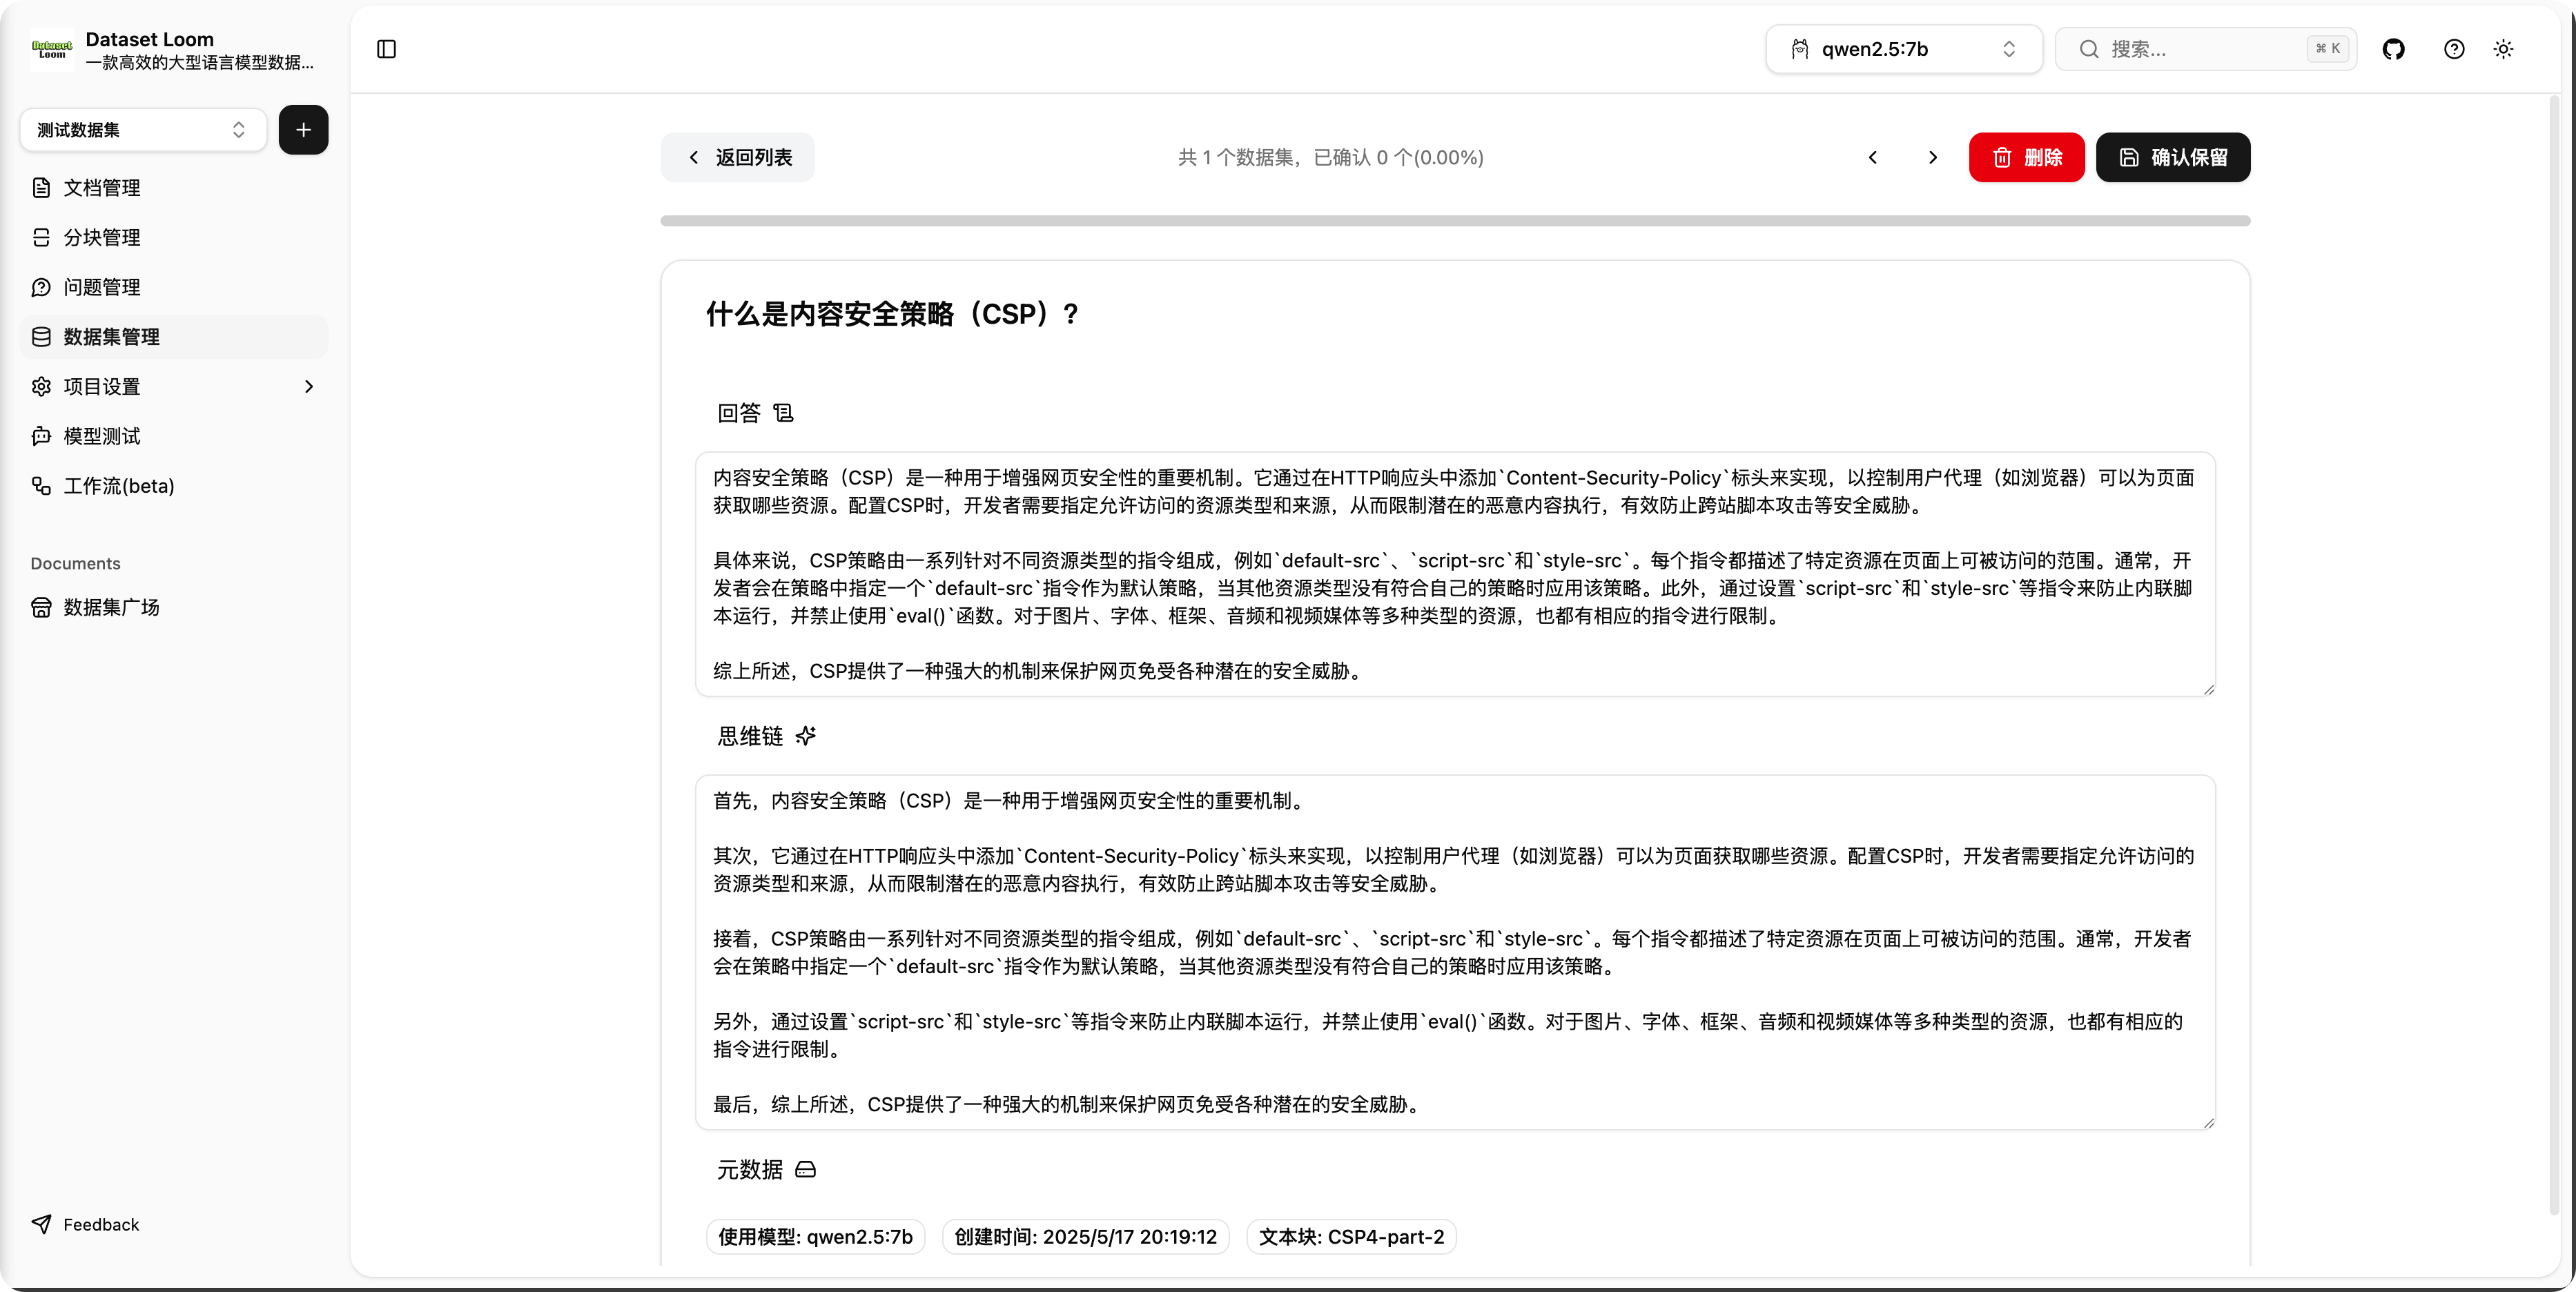 Dataset Loom
Dataset Loom
一款高效的大型语言模型数据...
测试数据集
文档管理
分块管理
问题管理
数据集管理
项目设置
模型测试
工作流(beta)
Documents
数据集广场
Feedback
qwen2.5:7b
搜索...
⌘ K
返回列表
共 1 个数据集，已确认 0 个(0.00%)
删除
确认保留
什么是内容安全策略（CSP）?
回答
内容安全策略（CSP）是一种用于增强网页安全性的重要机制。它通过在HTTP响应头中添加`Content-Security-Policy`标头来实现，以控制用户代理（如浏览器）可以为页面
获取哪些资源。配置CSP时，开发者需要指定允许访问的资源类型和来源，从而限制潜在的恶意内容执行，有效防止跨站脚本攻击等安全威胁。
具体来说，CSP策略由一系列针对不同资源类型的指令组成，例如`default-src`、`script-src`和`style-src`。每个指令都描述了特定资源在页面上可被访问的范围。通常，开
发者会在策略中指定一个`default-src`指令作为默认策略，当其他资源类型没有符合自己的策略时应用该策略。此外，通过设置`script-src`和`style-src`等指令来防止内联脚
本运行，并禁止使用`eval()`函数。对于图片、字体、框架、音频和视频媒体等多种类型的资源，也都有相应的指令进行限制。
综上所述，CSP提供了一种强大的机制来保护网页免受各种潜在的安全威胁。
思维链
首先，内容安全策略（CSP）是一种用于增强网页安全性的重要机制。
其次，它通过在HTTP响应头中添加`Content-Security-Policy`标头来实现，以控制用户代理（如浏览器）可以为页面获取哪些资源。配置CSP时，开发者需要指定允许访问的
资源类型和来源，从而限制潜在的恶意内容执行，有效防止跨站脚本攻击等安全威胁。
接着，CSP策略由一系列针对不同资源类型的指令组成，例如`default-src`、`script-src`和`style-src`。每个指令都描述了特定资源在页面上可被访问的范围。通常，开发者
会在策略中指定一个`default-src`指令作为默认策略，当其他资源类型没有符合自己的策略时应用该策略。
另外，通过设置`script-src`和`style-src`等指令来防止内联脚本运行，并禁止使用`eval()`函数。对于图片、字体、框架、音频和视频媒体等多种类型的资源，也都有相应的
指令进行限制。
最后，综上所述，CSP提供了一种强大的机制来保护网页免受各种潜在的安全威胁。
元数据
使用模型: qwen2.5:7b
创建时间: 2025/5/17 20:19:12
文本块: CSP4-part-2